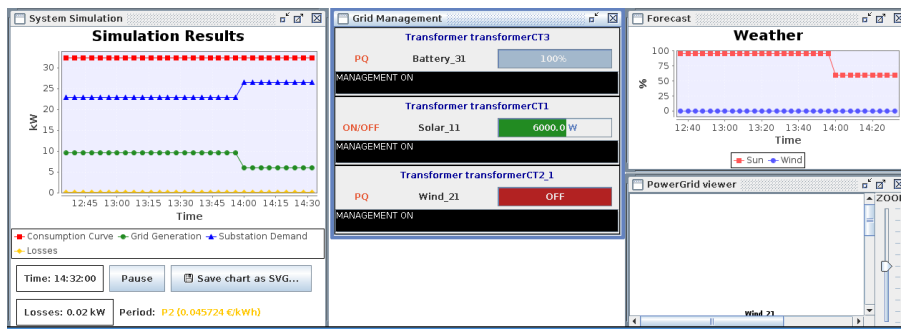 System Simulation
Simulation Results
kW
30
25
20
15
10
5
0
12:45 13:00 13:15 13:30 13:45 14:00 14:15 14:30
Time
Consumption Curve Grid Generation Substation Demand
Losses
Time: 14:32:00
Pause
Save chart as SVG...
Losses: 0.02 kW
Period: P2 (0.045724 €/kWh)
Grid Management
Transformer transformerCT3
PQ Battery_31 100%
MANAGEMENT ON
Transformer transformerCT1
ON/OFF Solar_11 6000.0 W
MANAGEMENT ON
Transformer transformerCT2_1
PQ Wind_21 OFF
MANAGEMENT ON
Forecast
Weather
%
100
75
50
25
0
12:40 13:00 13:20 13:40 14:00 14:20
Time
Sun Wind
PowerGrid viewer
ZOO
Wind_21